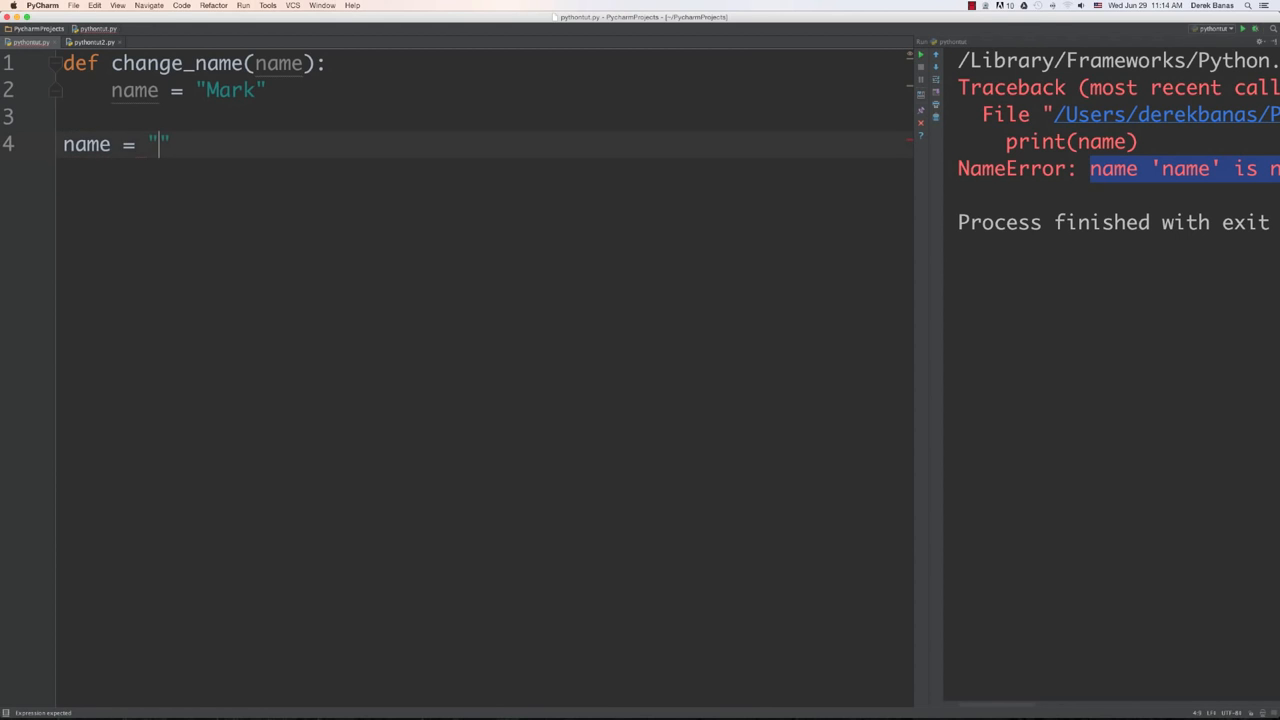 PyCharm File Edit View Navigate Code Refactor Run Tools VCS Window Help 10 Wed Jun 29 11:14 AM Derek Banas
pythontut.py - PycharmProjects - [~/PycharmProjects]
PycharmProjects pythontut.py pythontut
pythontut.py pythontut2.py Run pythontut
1 def change_name(name):
2 name = "Mark"
3
4 name = ""
/Library/Frameworks/Python.
Traceback (most recent call
File "/Users/derekbanas/P
print(name)
NameError: name 'name' is n
Process finished with exit
Expression expected 4:9 LF÷ UTF-8÷